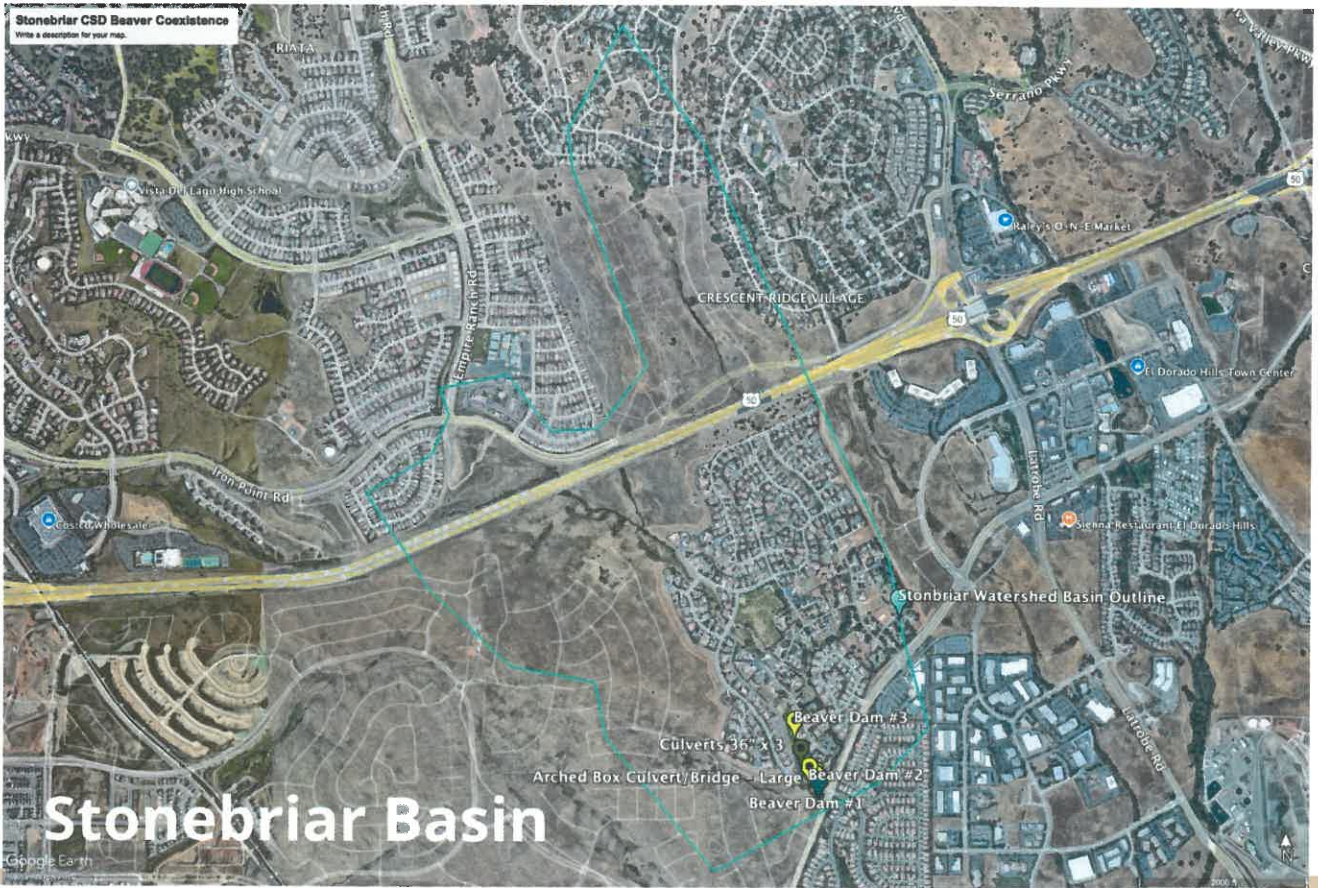 Stonebriar CSD Beaver Coexistence
Write a description for your map.
RIATA
Serrano Pkwy
kwy
Vista Del Lago High School
50
Raley's O-N-E Market
Empire Ranch Rd
CRESCENT RIDGE VILLAGE
50
El Dorado Hills Town Center
50
Iron Point Rd
Latrobe Rd
Costco Wholesale
Sienna Restaurant El Dorado Hills
Stonbriar Watershed Basin Outline
Beaver Dam #3
Culverts 36" x 3
Latrobe Rd
Arched Box Culvert/Bridge - Large
Beaver Dam #2
Beaver Dam #1
Stonebriar Basin
Google Earth
N
2000 ft